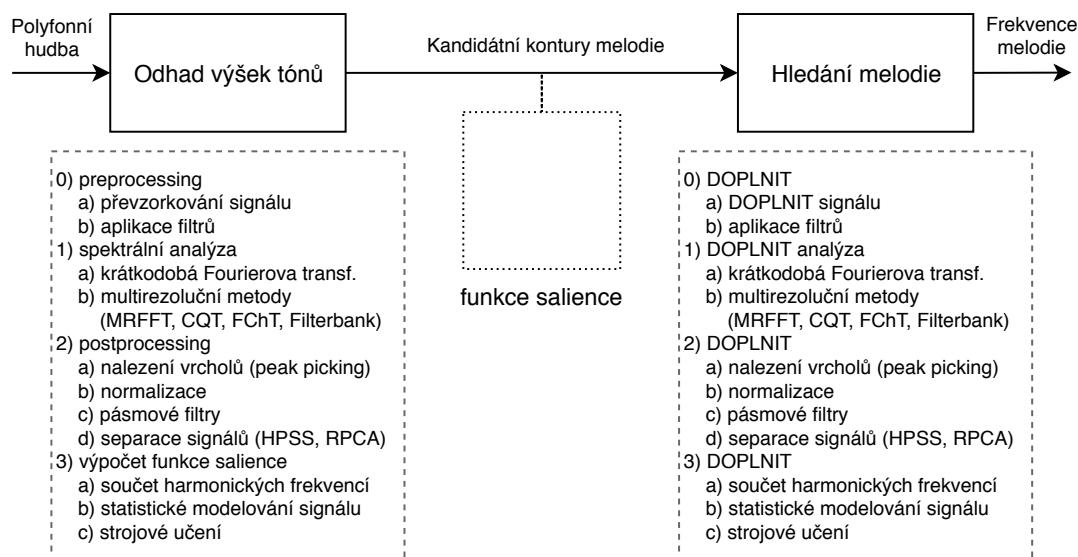 Polyfonní
hudba
Odhad výšek tónů
Kandidátní kontury melodie
Hledání melodie
Frekvence
melodie
0) preprocessing
a) převzorkování signálu
b) aplikace filtrů
1) spektrální analýza
a) krátkodobá Fourierova transf.
b) multirezoluční metody
(MRFFT, CQT, FChT, Filterbank)
2) postprocessing
a) nalezení vrcholů (peak picking)
b) normalizace
c) pásmové filtry
d) separace signálů (HPSS, RPCA)
3) výpočet funkce salience
a) součet harmonických frekvencí
b) statistické modelování signálu
c) strojové učení
funkce salience
0) DOPLNIT
a) DOPLNIT signálu
b) aplikace filtrů
1) DOPLNIT analýza
a) krátkodobá Fourierova transf.
b) multirezoluční metody
(MRFFT, CQT, FChT, Filterbank)
2) DOPLNIT
a) nalezení vrcholů (peak picking)
b) normalizace
c) pásmové filtry
d) separace signálů (HPSS, RPCA)
3) DOPLNIT
a) součet harmonických frekvencí
b) statistické modelování signálu
c) strojové učení